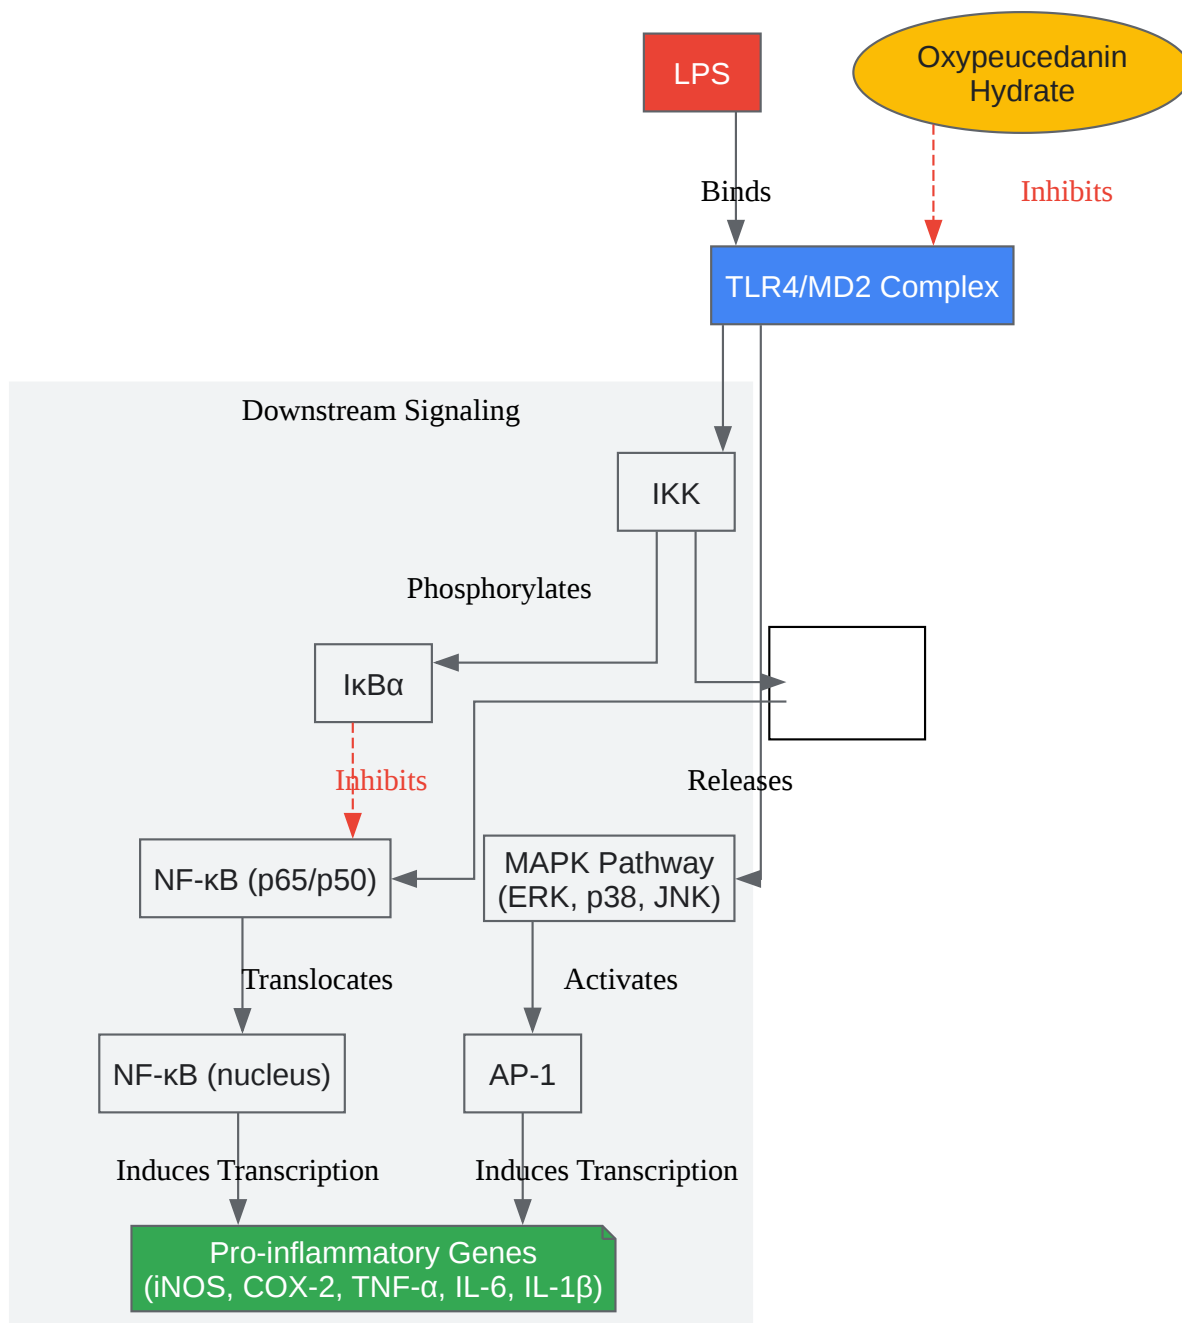 LPS
Oxypeucedanin
Hydrate
Binds
Inhibits
TLR4/MD2 Complex
Downstream Signaling
IKK
Phosphorylates
IκBα
Inhibits
Releases
NF-κB (p65/p50)
MAPK Pathway
(ERK, p38, JNK)
Translocates
Activates
NF-κB (nucleus)
AP-1
Induces Transcription
Induces Transcription
Pro-inflammatory Genes
(iNOS, COX-2, TNF-α, IL-6, IL-1β)